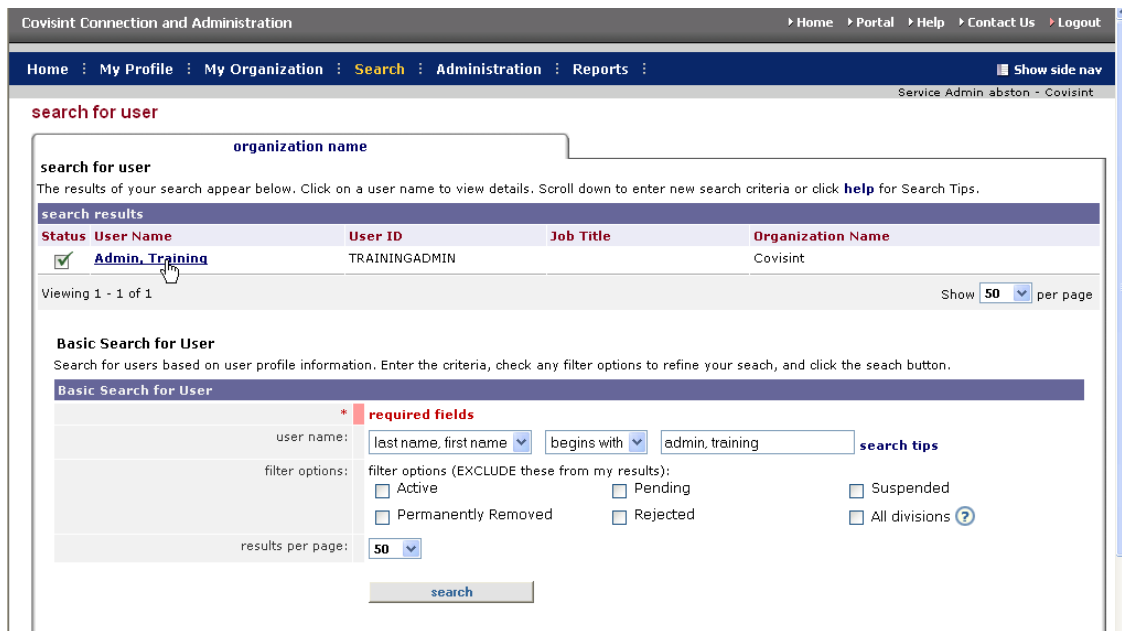 Covisint Connection and Administration Home Portal Help Contact Us Logout
Home My Profile My Organization Search Administration Reports Show side nav
Service Admin abston - Covisint
search for user
organization name
search for user
The results of your search appear below. Click on a user name to view details. Scroll down to enter new search criteria or click help for Search Tips.
search results
Status User Name User ID Job Title Organization Name
Admin, Training TRAININGADMIN Covisint
Viewing 1 - 1 of 1 Show 50 per page
Basic Search for User
Search for users based on user profile information. Enter the criteria, check any filter options to refine your seach, and click the seach button.
Basic Search for User
* required fields
user name: last name, first name begins with admin, training search tips
filter options: filter options (EXCLUDE these from my results):
Active Pending Suspended
Permanently Removed Rejected All divisions ?
results per page: 50
search